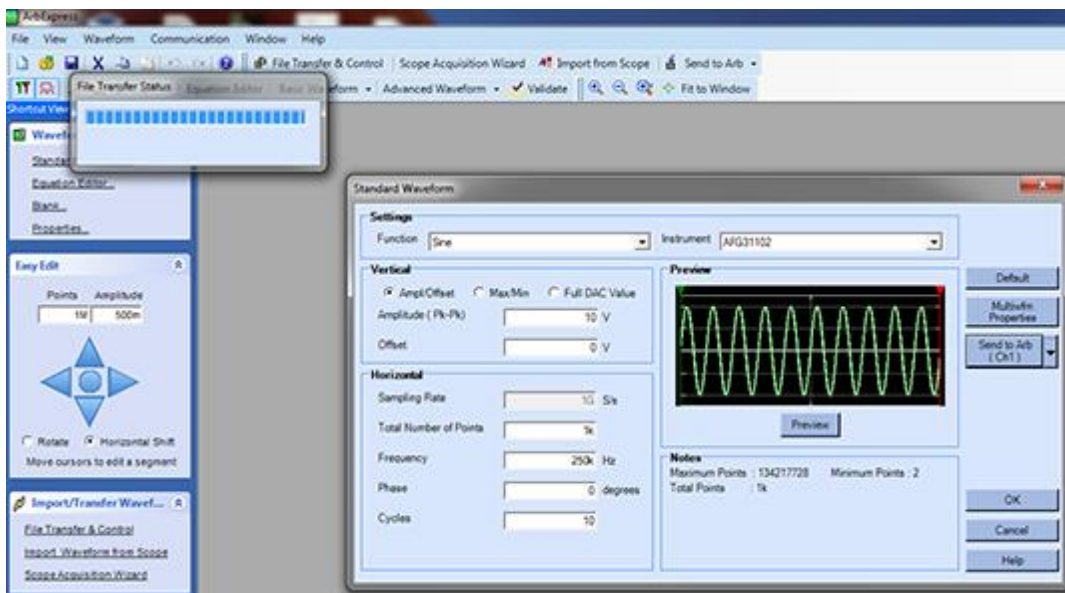 ArbExpress
File View Waveform Communication Window Help
File Transfer & Control Scope Acquisition Wizard Import from Scope Send to Arb
File Transfer Status Equation Editor Basic Waveform Advanced Waveform Validate Fit to Window
Shortcut View
Equation Editor...
Blank...
Properties...
Easy Edit
Points Amplitude
1M 500m
Rotate Horizontal Shift
Move cursors to edit a segment
Import/Transfer Wavef...
File Transfer & Control
Import Waveform from Scope
Scope Acquisition Wizard
Standard Waveform
Settings
Function Sine Instrument AFG31102
Vertical
Ampl/Offset Max/Min Full DAC Value
Amplitude ( Pk-Pk) 10 V
Offset 0 V
Horizontal
Sampling Rate 1G S/s
Total Number of Points 1k
Frequency 250k Hz
Phase 0 degrees
Cycles 10
Preview
Preview
Notes
Maximum Points : 134217728 Minimum Points : 2
Total Points : 1k
Default
Multiwfm
Properties
Send to Arb
( Ch1 )
OK
Cancel
Help